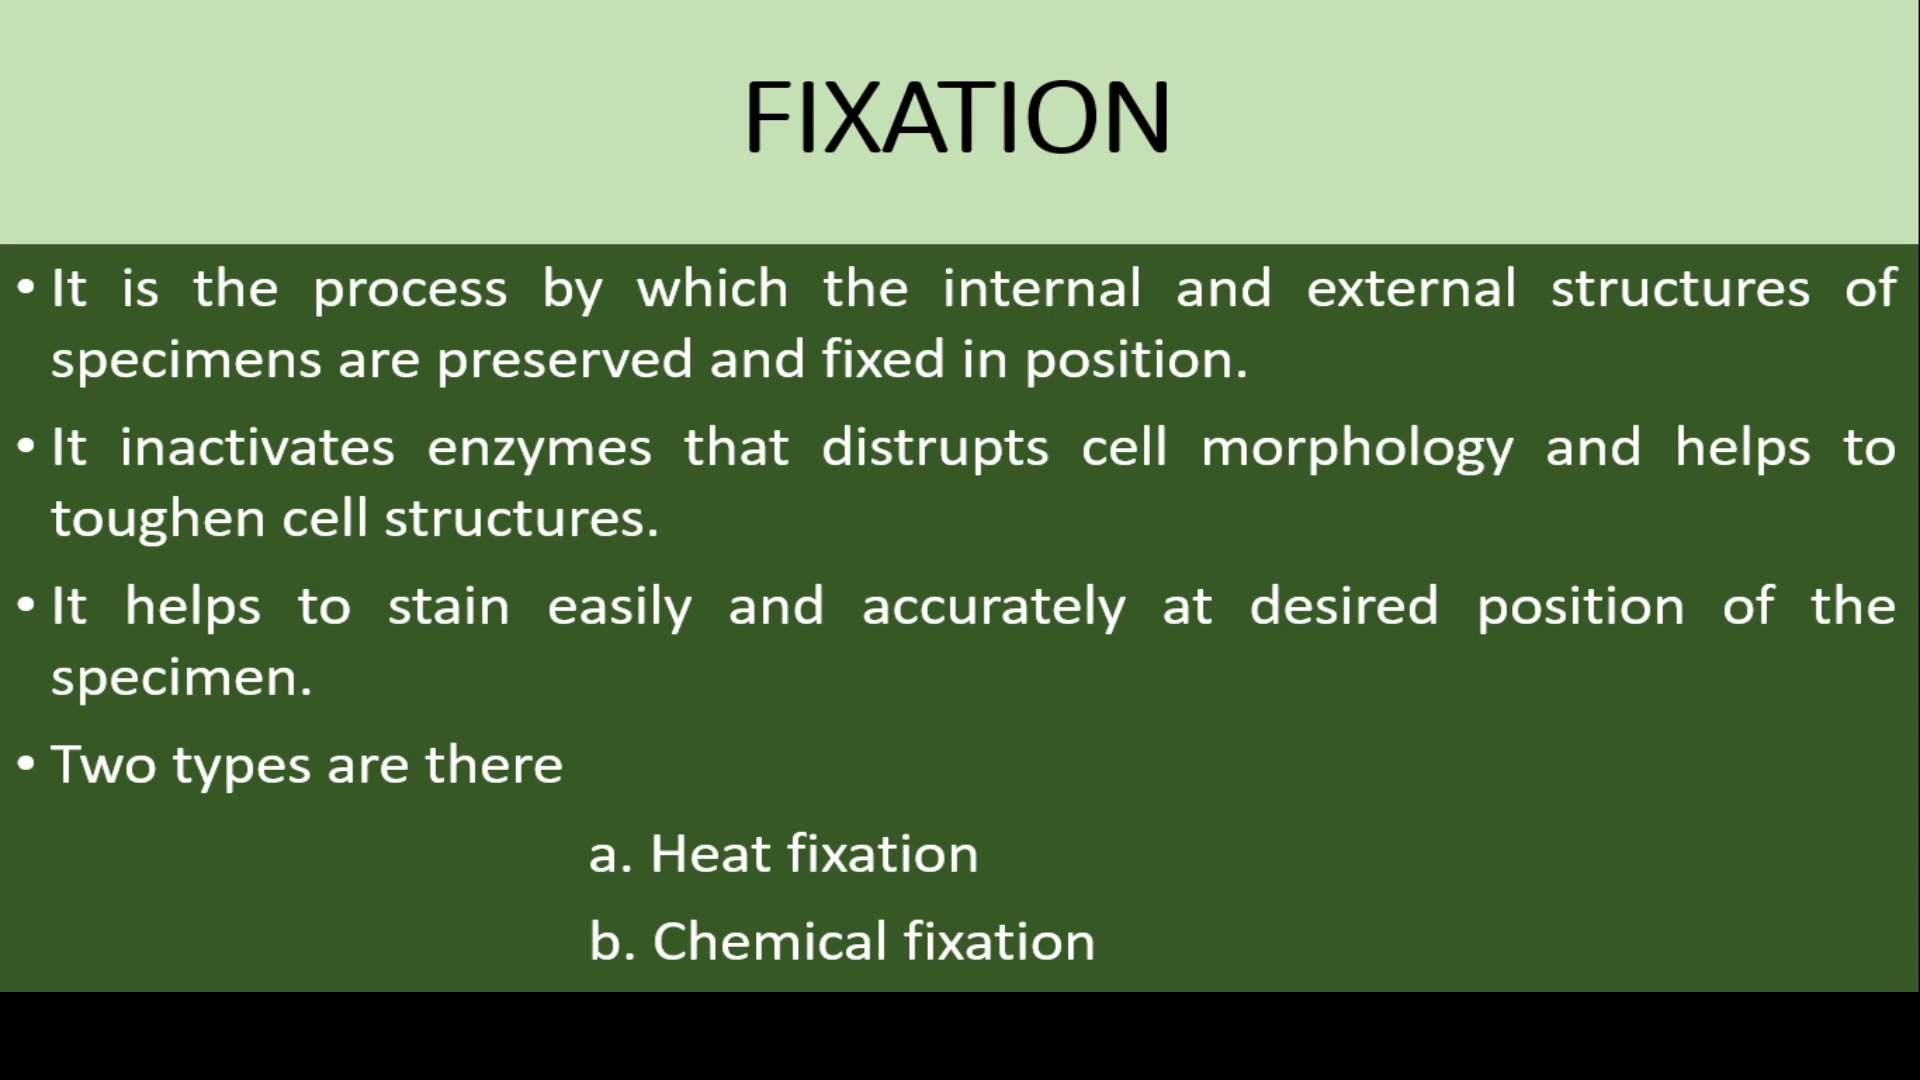 FIXATION
• It is the process by which the internal and external structures of
specimens are preserved and fixed in position.
• It inactivates enzymes that distrupts cell morphology and helps to
toughen cell structures.
• It helps to stain easily and accurately at desired position of the
specimen.
• Two types are there
a. Heat fixation
b. Chemical fixation